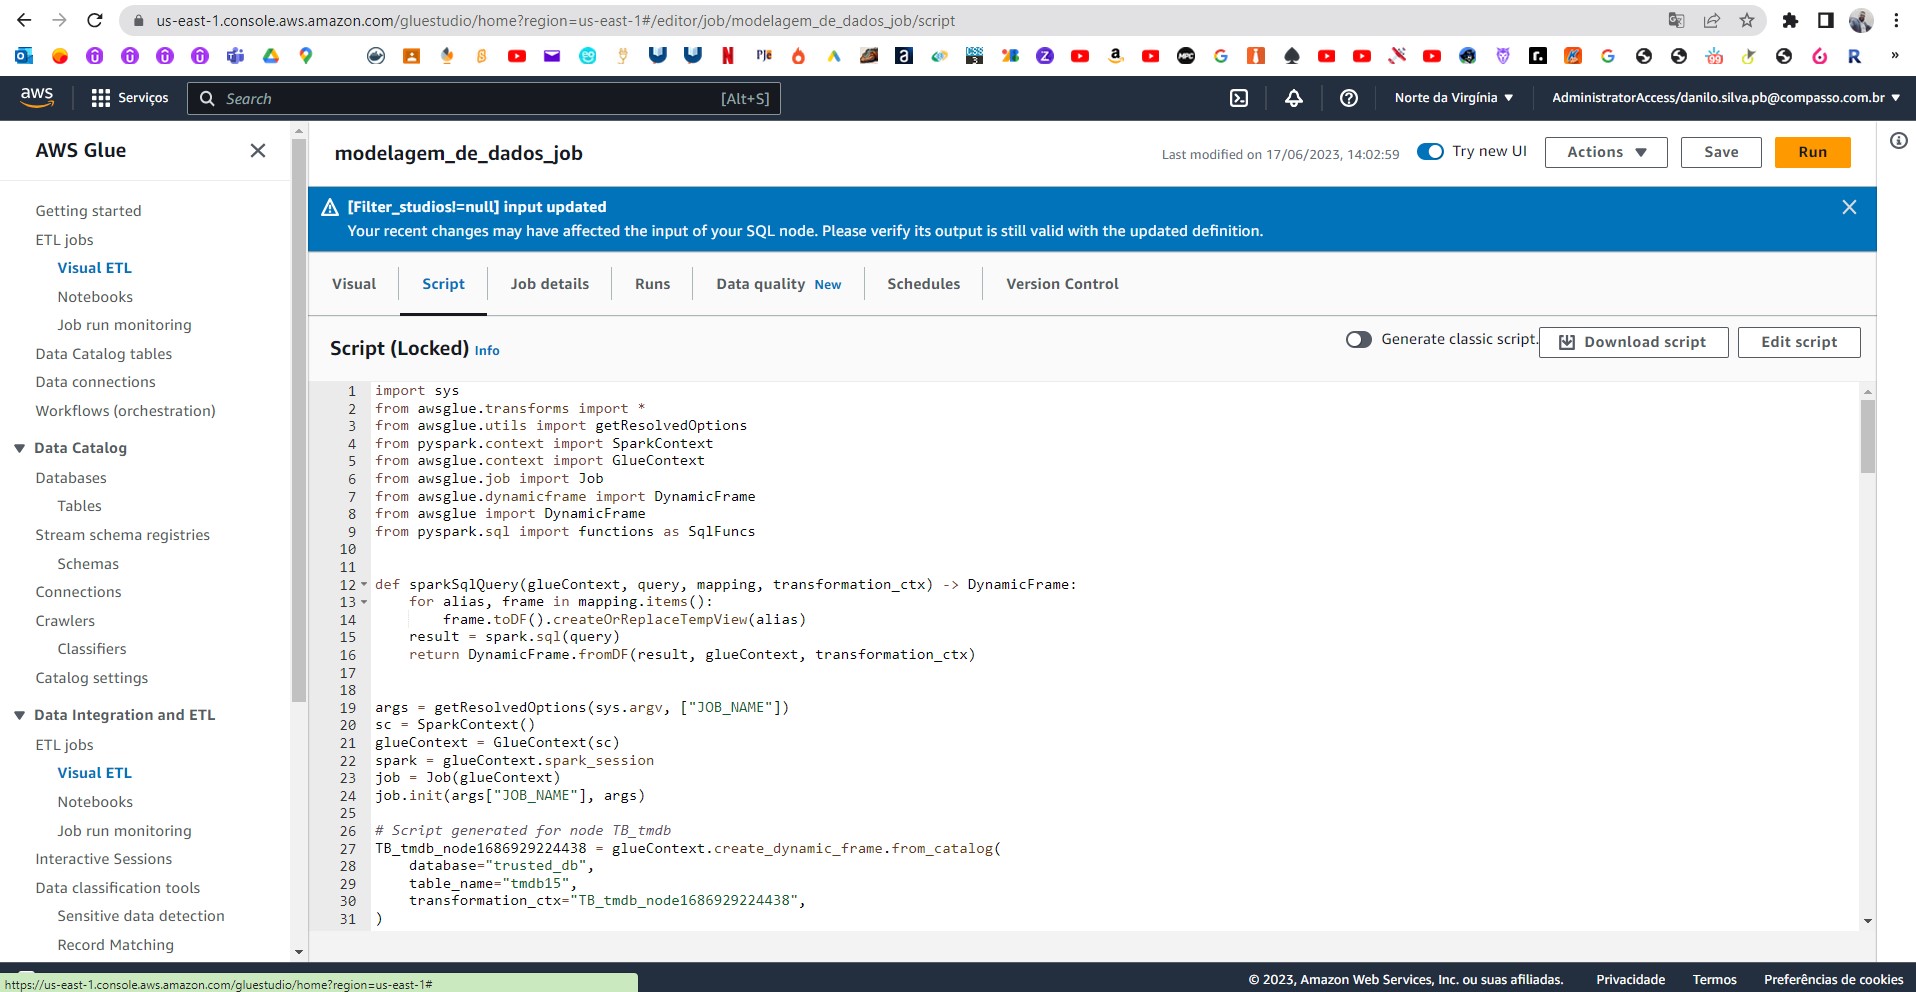 us-east-1.console.aws.amazon.com/gluestudio/home?region=us-east-1#/editor/job/modelagem_de_dados_job/script
aws
Serviços
Search
[Alt+S]
Norte da Virgínia ▼
AdministratorAccess/danilo.silva.pb@compasso.com.br ▼
AWS Glue
Getting started
ETL jobs
Visual ETL
Notebooks
Job run monitoring
Data Catalog tables
Data connections
Workflows (orchestration)
Data Catalog
Databases
Tables
Stream schema registries
Schemas
Connections
Crawlers
Classifiers
Catalog settings
Data Integration and ETL
ETL jobs
Visual ETL
Notebooks
Job run monitoring
Interactive Sessions
Data classification tools
Sensitive data detection
Record Matching
modelagem_de_dados_job
Last modified on 17/06/2023, 14:02:59
Try new UI
Actions ▼
Save
Run
[Filter_studios!=null] input updated
Your recent changes may have affected the input of your SQL node. Please verify its output is still valid with the updated definition.
Visual
Script
Job details
Runs
Data quality New
Schedules
Version Control
Script (Locked) Info
Generate classic script.
Download script
Edit script
1 import sys
2 from awsglue.transforms import *
3 from awsglue.utils import getResolvedOptions
4 from pyspark.context import SparkContext
5 from awsglue.context import GlueContext
6 from awsglue.job import Job
7 from awsglue.dynamicframe import DynamicFrame
8 from awsglue import DynamicFrame
9 from pyspark.sql import functions as SqlFuncs
10
11
12 def sparkSqlQuery(glueContext, query, mapping, transformation_ctx) -> DynamicFrame:
13     for alias, frame in mapping.items():
14         frame.toDF().createOrReplaceTempView(alias)
15     result = spark.sql(query)
16     return DynamicFrame.fromDF(result, glueContext, transformation_ctx)
17
18
19 args = getResolvedOptions(sys.argv, ["JOB_NAME"])
20 sc = SparkContext()
21 glueContext = GlueContext(sc)
22 spark = glueContext.spark_session
23 job = Job(glueContext)
24 job.init(args["JOB_NAME"], args)
25
26 # Script generated for node TB_tmdb
27 TB_tmdb_node1686929224438 = glueContext.create_dynamic_frame.from_catalog(
28     database="trusted_db",
29     table_name="tmdb15",
30     transformation_ctx="TB_tmdb_node1686929224438",
31 )
https://us-east-1.console.aws.amazon.com/gluestudio/home?region=us-east-1#
© 2023, Amazon Web Services, Inc. ou suas afiliadas.
Privacidade
Termos
Preferências de cookies